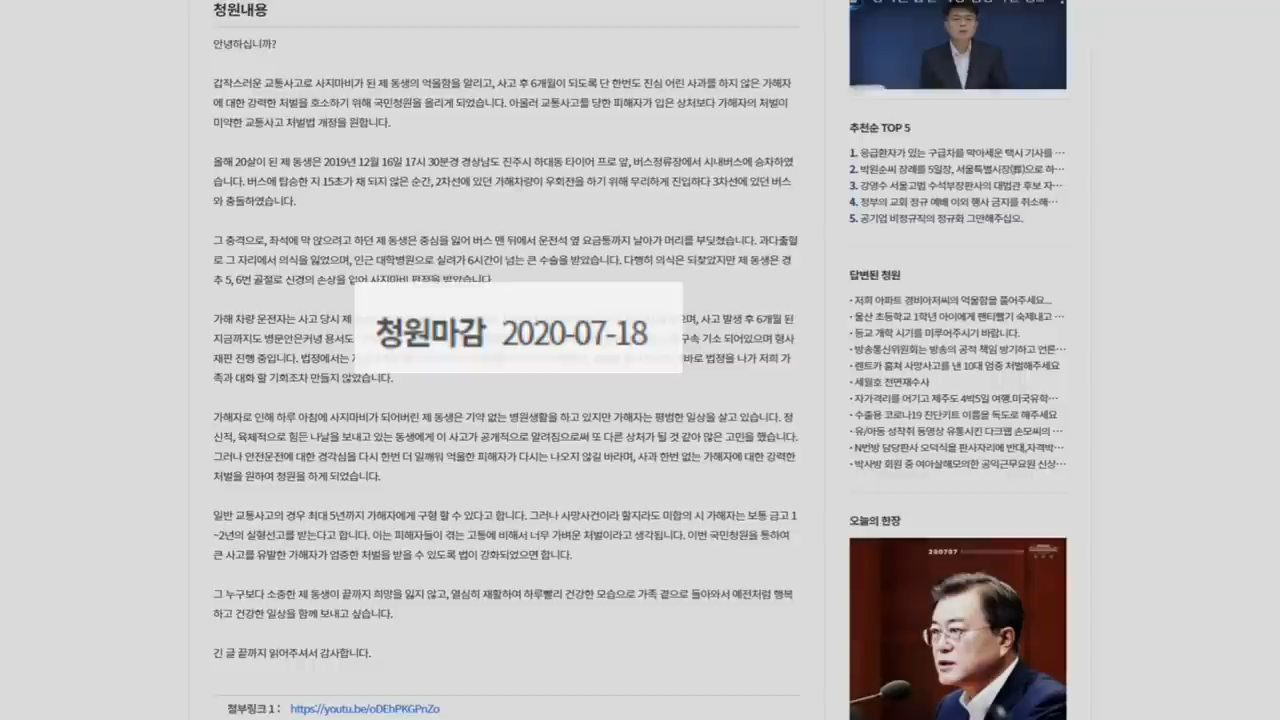 청원내용
안녕하십니까?
갑작스러운 교통사고로 사지마비가 된 제 동생의 억울함을 알리고, 사고 후 6개월이 되도록 단 한번도 진심 어린 사과를 하지 않은 가해자
에 대한 강력한 처벌을 호소하기 위해 국민청원을 올리게 되었습니다. 아울러 교통사고를 당한 피해자가 입은 상처보다 가해자의 처벌이
미약한 교통사고 처벌법 개정을 원합니다.
올해 20살이 된 제 동생은 2019년 12월 16일 17시 30분경 경상남도 진주시 하대동 타이어 프로 앞, 버스정류장에서 시내버스에 승차하였
습니다. 버스에 탑승한 지 15초가 채 되지 않은 순간, 2차선에 있던 가해차량이 우회전을 하기 위해 무리하게 진입하다 3차선에 있던 버스
와 충돌하였습니다.
그 충격으로, 좌석에 막 앉으려고 하던 제 동생은 중심을 잃어 버스 맨 뒤에서 운전석 옆 요금통까지 날아가 머리를 부딪쳤습니다. 과다출혈
로 그 자리에서 의식을 잃었으며, 인근 대학병원으로 실려가 6시간이 넘는 큰 수술을 받았습니다. 다행히 의식은 되찾았지만 제 동생은 경
추 5, 6번 골절로 신경의 손상을 입어 사지마비 판정을 받았습니다.
가해 차량 운전자는 사고 당시 제 으며, 사고 발생 후 6개월 된
지금까지도 병문안은커녕 용서도 구속 기소 되어있으며 형사
재판 진행 중입니다. 법정에서는 바로 법정을 나가 저희 가
족과 대화 할 기회조차 만들지 않았습니다.
청원마감 2020-07-18
가해자로 인해 하루 아침에 사지마비가 되어버린 제 동생은 기약 없는 병원생활을 하고 있지만 가해자는 평범한 일상을 살고 있습니다. 정
신적, 육체적으로 힘든 나날을 보내고 있는 동생에게 이 사고가 공개적으로 알려짐으로써 또 다른 상처가 될 것 같아 많은 고민을 했습니다.
그러나 안전운전에 대한 경각심을 다시 한번 더 일깨워 억울한 피해자가 다시는 나오지 않길 바라며, 사과 한번 없는 가해자에 대한 강력한
처벌을 원하여 청원을 하게 되었습니다.
일반 교통사고의 경우 최대 5년까지 가해자에게 구형 할 수 있다고 합니다. 그러나 사망사건이라 할지라도 미합의 시 가해자는 보통 금고 1
~2년의 실형선고를 받는다고 합니다. 이는 피해자들이 겪는 고통에 비해서 너무 가벼운 처벌이라고 생각됩니다. 이번 국민청원을 통하여
큰 사고를 유발한 가해자가 엄중한 처벌을 받을 수 있도록 법이 강화되었으면 합니다.
그 누구보다 소중한 제 동생이 끝까지 희망을 잃지 않고, 열심히 재활하여 하루빨리 건강한 모습으로 가족 곁으로 돌아와서 예전처럼 행복
하고 건강한 일상을 함께 보내고 싶습니다.
긴 글 끝까지 읽어주셔서 감사합니다.
첨부링크 1 : https://youtu.be/oDEhPKGPnZo
추천순 TOP 5
1. 응급환자가 있는 구급차를 막아세운 택시 기사를 …
2. 박원순씨 장례를 5일장, 서울특별시장(葬)으로 하…
3. 강영수 서울고법 수석부장판사의 대법관 후보 자…
4. 정부의 교회 정규 예배 이외 행사 금지를 취소해…
5. 공기업 비정규직의 정규화 그만해주십오.
답변된 청원
· 저희 아파트 경비아저씨의 억울함을 풀어주세요...
· 울산 초등학교 1학년 아이에게 팬티빨기 숙제내고 …
· 등교 개학 시기를 미루어주시기 바랍니다.
· 방송통신위원회는 방송의 공적 책임 방기하고 언론…
· 렌트카 훔쳐 사망사고를 낸 10대 엄중 처벌해주세요
· 세월호 전면재수사
· 자가격리를 어기고 제주도 4박5일 여행.미국유학…
· 수출용 코로나19 진단키트 이름을 독도로 해주세요
· 유/아동 성착취 동영상 유통시킨 다크웹 손모씨의 …
· N번방 담당판사 오덕식을 판사자리에 반대,자격박…
· 박사방 회원 중 여아살해모의한 공익근무요원 신상…
오늘의 한장
200707